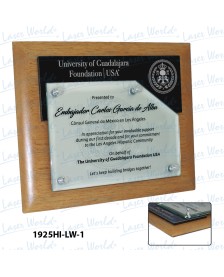 University of Guadalajara
Foundation | USA
Presented to
Embajador Carlos García de Alba
Cónsul General de México en Los Ángeles
In appreciation for your invaluable support
during our first decade and for your commitment
to the Los Angeles Hispanic Community
On behalf of
The University of Guadalajara Foundation USA
Let's keep building bridges together!
1925HI-LW-1